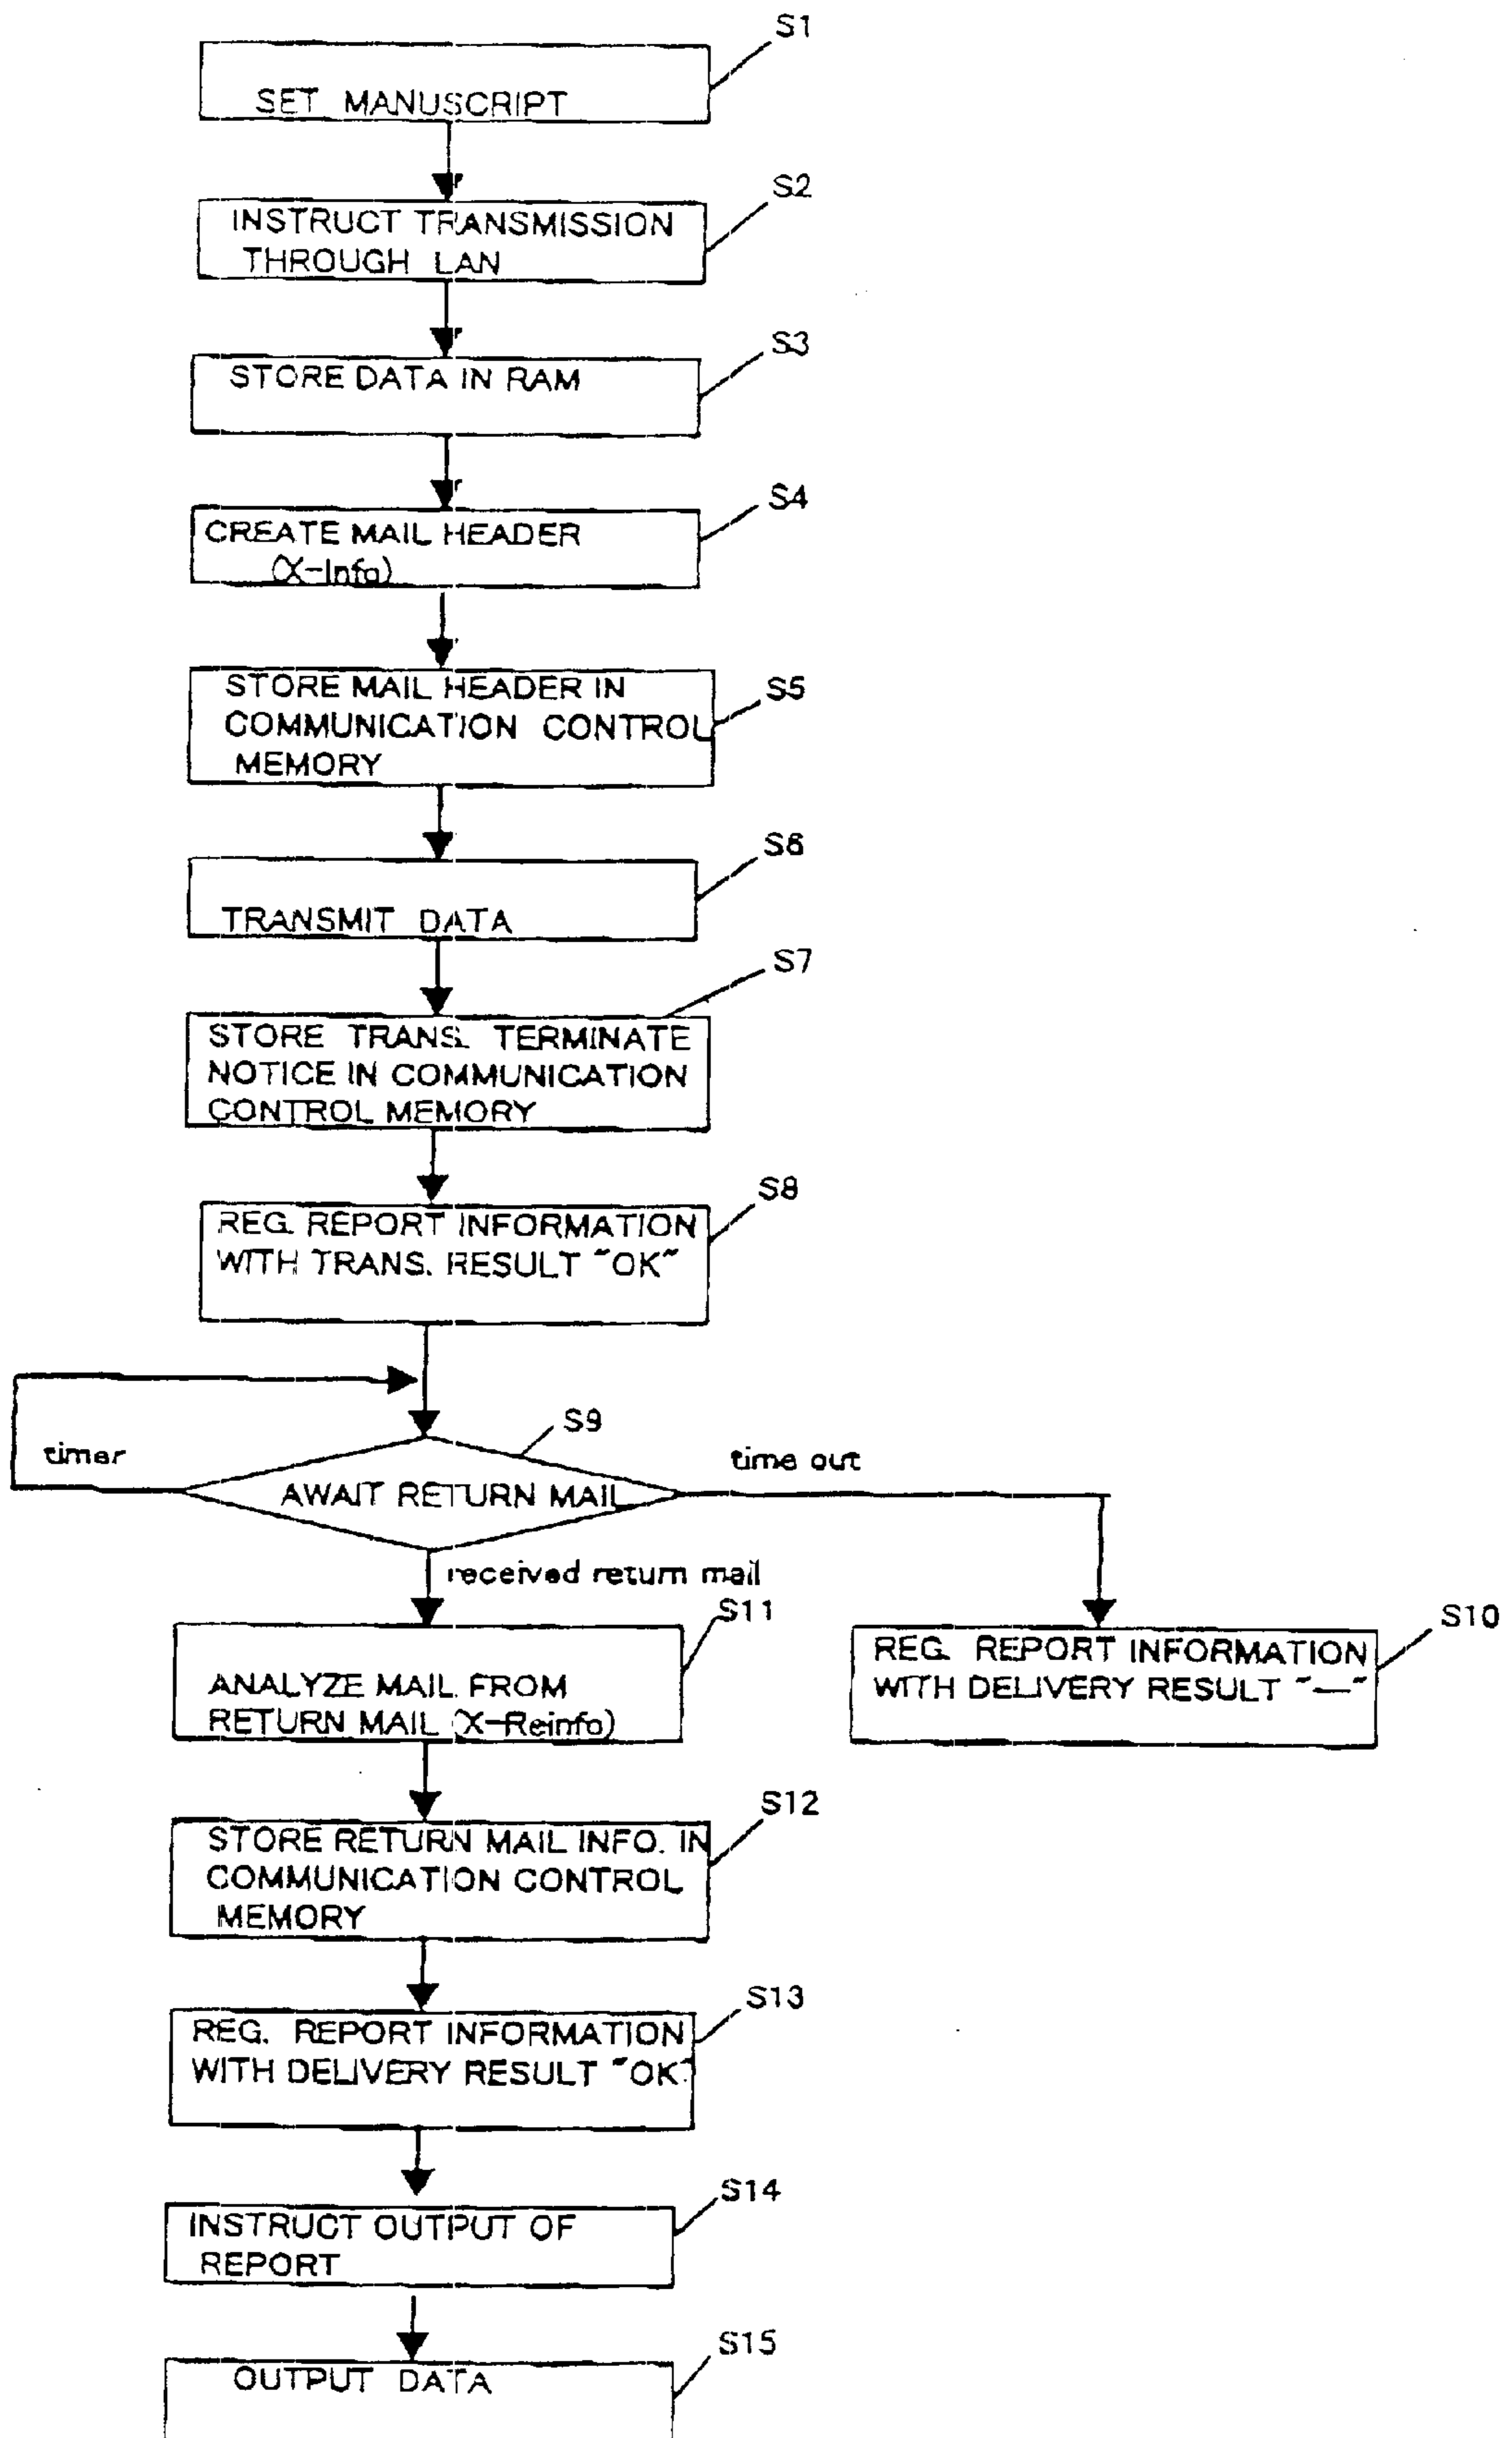 S1
SET MANUSCRIPT
S2
INSTRUCT TRANSMISSION
THROUGH LAN
S3
STORE DATA IN RAM
S4
CREATE MAIL HEADER
(X-Info)
S5
STORE MAIL HEADER IN
COMMUNICATION CONTROL
MEMORY
S6
TRANSMIT DATA
S7
STORE TRANS. TERMINATE
NOTICE IN COMMUNICATION
CONTROL MEMORY
S8
REG. REPORT INFORMATION
WITH TRANS. RESULT "OK"
S9
timer
time out
AWAIT RETURN MAIL
received return mail
S11
ANALYZE MAIL FROM
RETURN MAIL (X-Reinfo)
S10
REG. REPORT INFORMATION
WITH DELIVERY RESULT "—"
S12
STORE RETURN MAIL INFO. IN
COMMUNICATION CONTROL
MEMORY
S13
REG. REPORT INFORMATION
WITH DELIVERY RESULT "OK"
S14
INSTRUCT OUTPUT OF
REPORT
S15
OUTPUT DATA